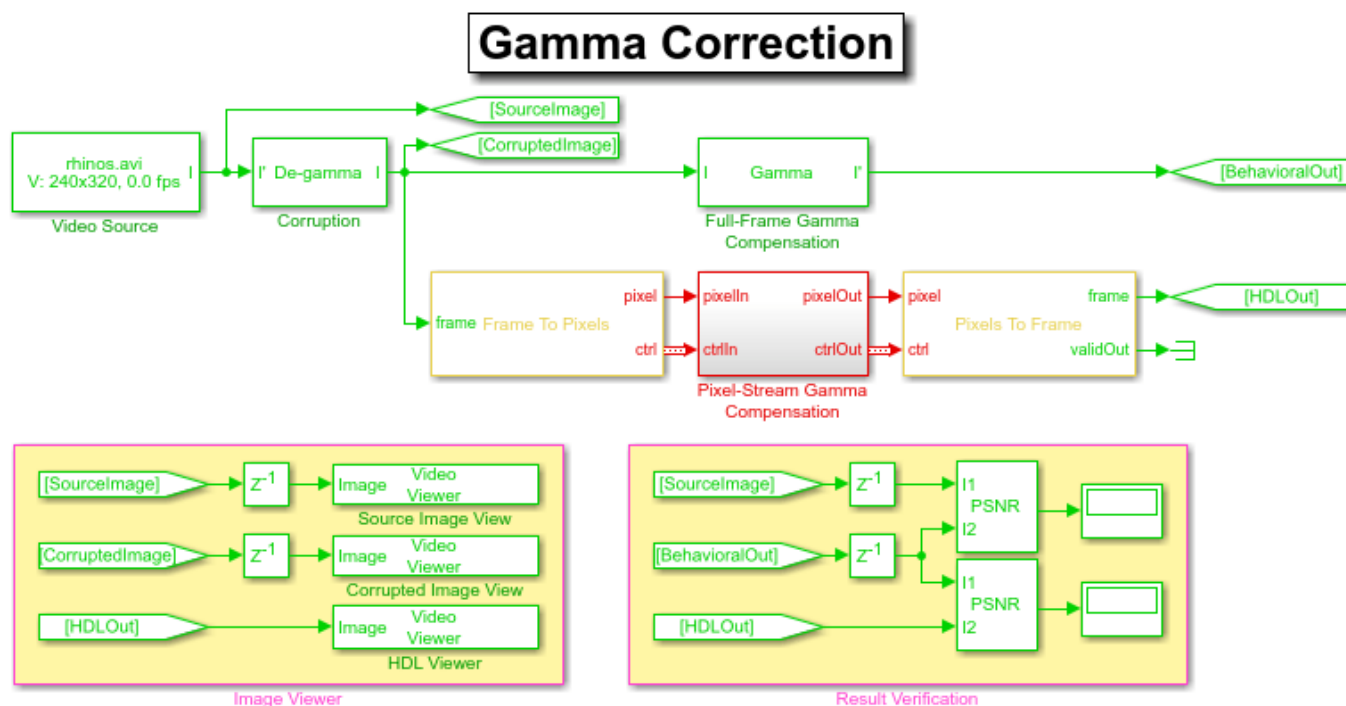 Gamma Correction
[SourceImage]
[CorruptedImage]
rhinos.avi
V: 240x320, 0.0 fps
I
Video Source
I' De-gamma I
Corruption
I Gamma I'
Full-Frame Gamma
Compensation
[BehavioralOut]
frame Frame To Pixels
pixel
ctrl
pixelIn pixelOut
ctrlIn ctrlOut
Pixel-Stream Gamma
Compensation
pixel frame
Pixels To Frame
ctrl validOut
[HDLOut]
[SourceImage]
Z-1
Image Video
Viewer
Source Image View
[CorruptedImage]
Z-1
Image Video
Viewer
Corrupted Image View
[HDLOut]
Image Video
Viewer
HDL Viewer
Image Viewer
[SourceImage]
Z-1
I1
PSNR
I2
[BehavioralOut]
Z-1
I1
PSNR
I2
[HDLOut]
Result Verification